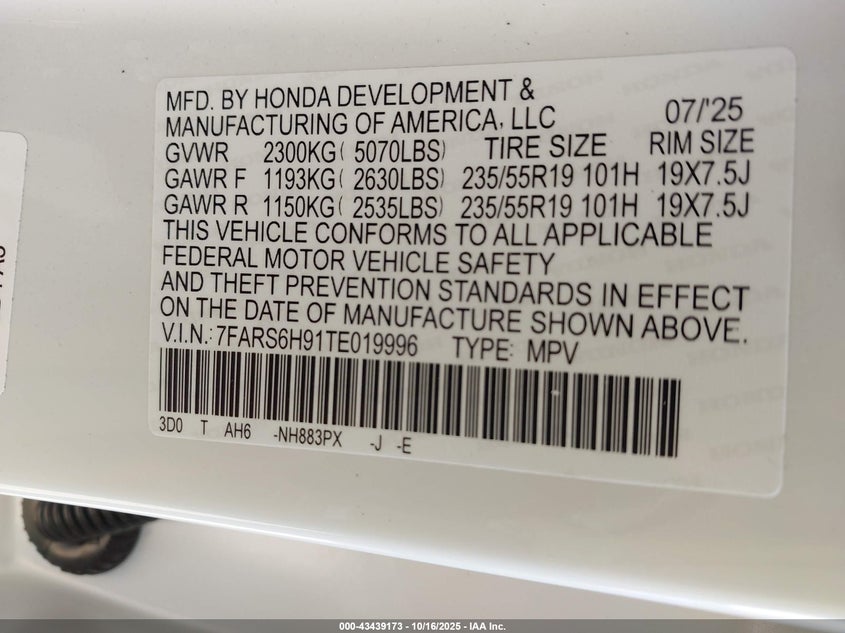 MFD. BY HONDA DEVELOPMENT &
MANUFACTURING OF AMERICA, LLC 07/'25
GVWR 2300KG( 5070LBS) TIRE SIZE RIM SIZE
GAWR F 1193KG( 2630LBS) 235/55R19 101H 19X7.5J
GAWR R 1150KG( 2535LBS) 235/55R19 101H 19X7.5J
THIS VEHICLE CONFORMS TO ALL APPLICABLE
FEDERAL MOTOR VEHICLE SAFETY
AND THEFT PREVENTION STANDARDS IN EFFECT
ON THE DATE OF MANUFACTURE SHOWN ABOVE.
V.I.N.:7FARS6H91TE019996 TYPE: MPV
3D0 T AH6 -NH883PX -J -E
000-43439173 - 10/16/2025 - IAA Inc.